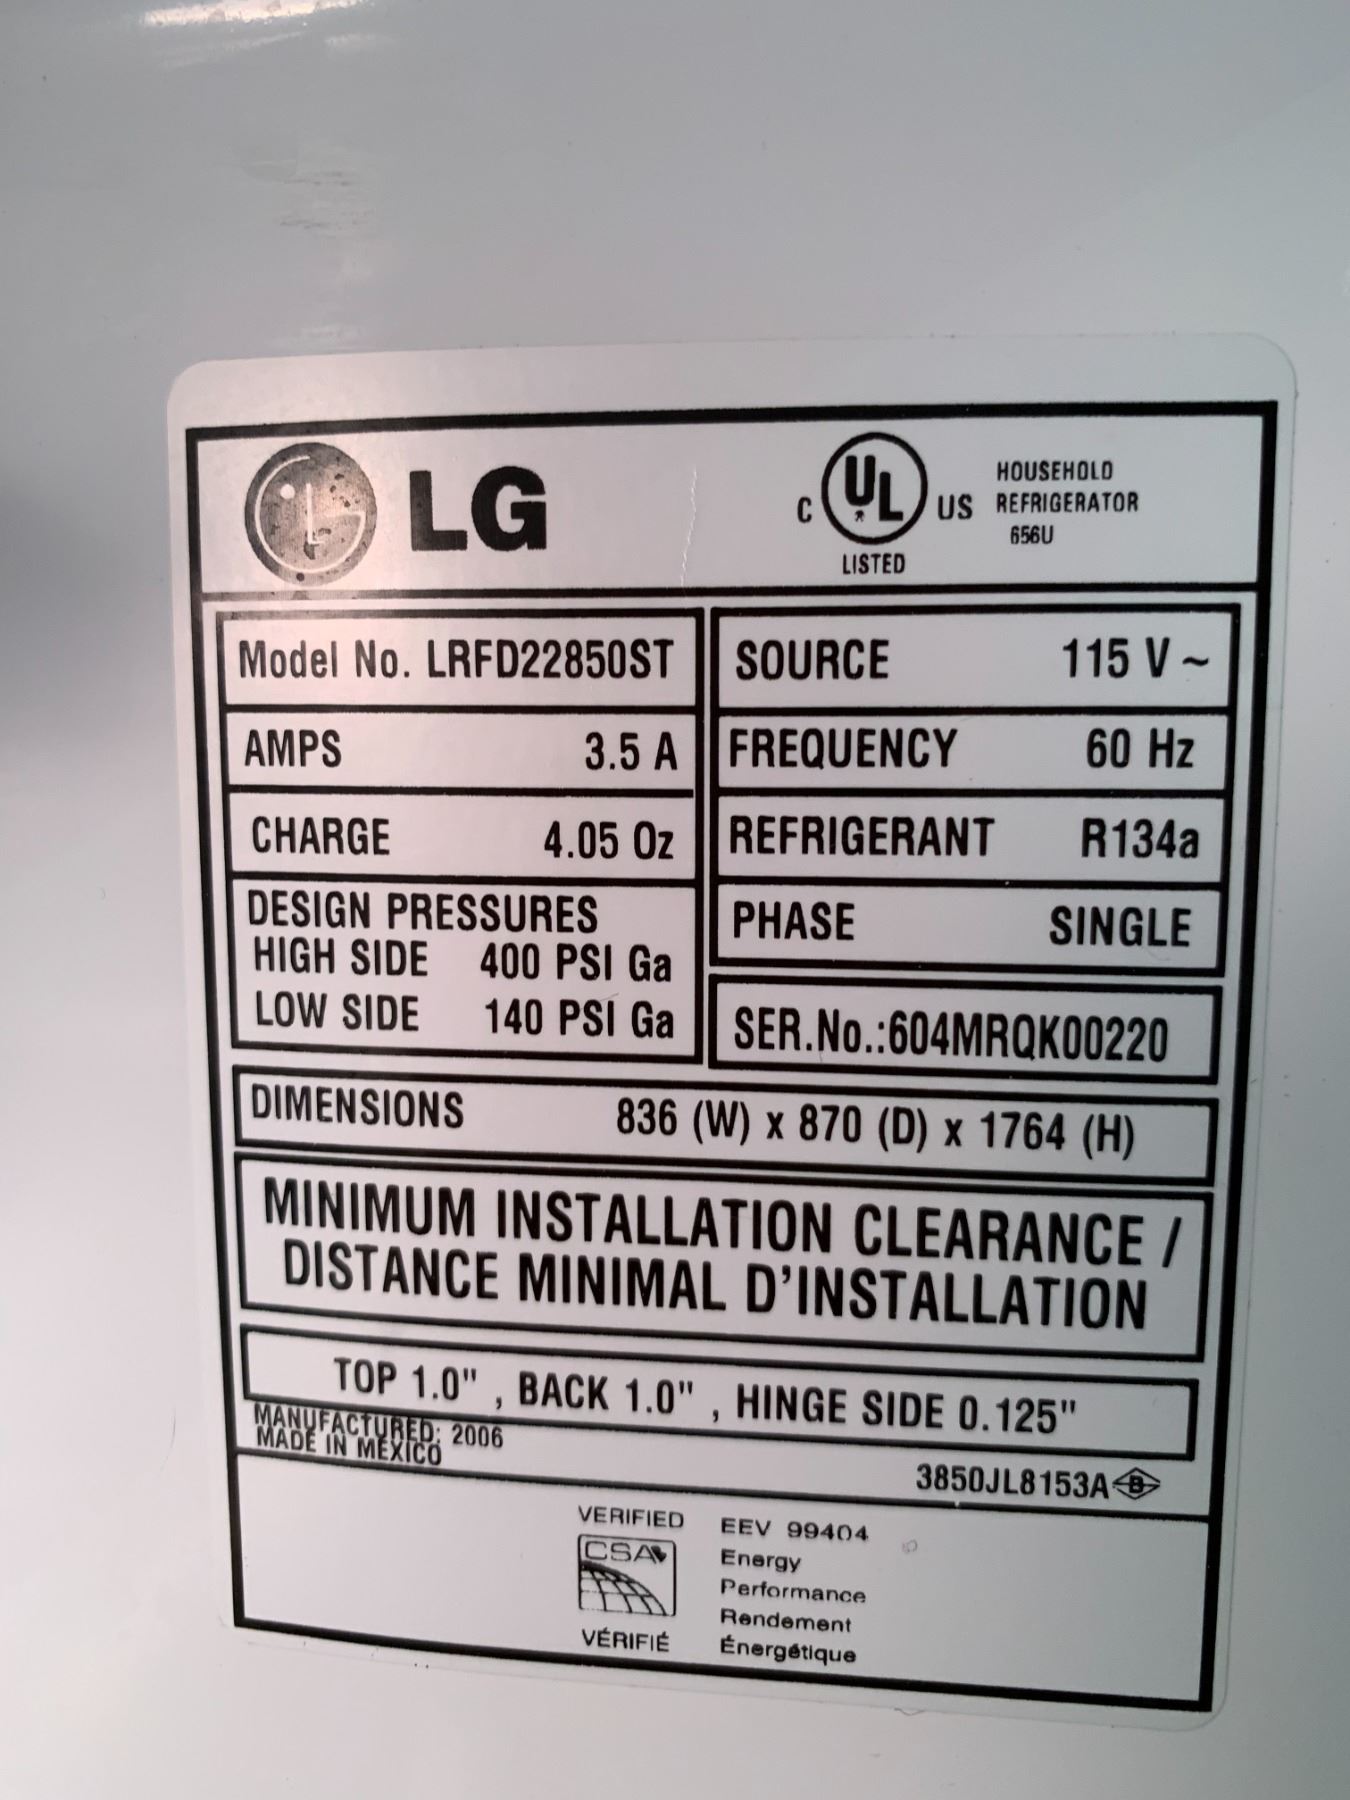 LG
C UL US
LISTED
HOUSEHOLD
REFRIGERATOR
656U
Model No. LRFD22850ST
AMPS 3.5 A
CHARGE 4.05 Oz
DESIGN PRESSURES
HIGH SIDE 400 PSI Ga
LOW SIDE 140 PSI Ga
SOURCE 115 V ~
FREQUENCY 60 Hz
REFRIGERANT R134a
PHASE SINGLE
SER.No.:604MRQK00220
DIMENSIONS 836 (W) x 870 (D) x 1764 (H)
MINIMUM INSTALLATION CLEARANCE /
DISTANCE MINIMAL D'INSTALLATION
TOP 1.0" , BACK 1.0" , HINGE SIDE 0.125"
MANUFACTURED: 2006
MADE IN MEXICO
3850JL8153A B
VERIFIED
CSA
VÉRIFIÉ
EEV 99404
Energy
Performance
Rendement
Énergétique